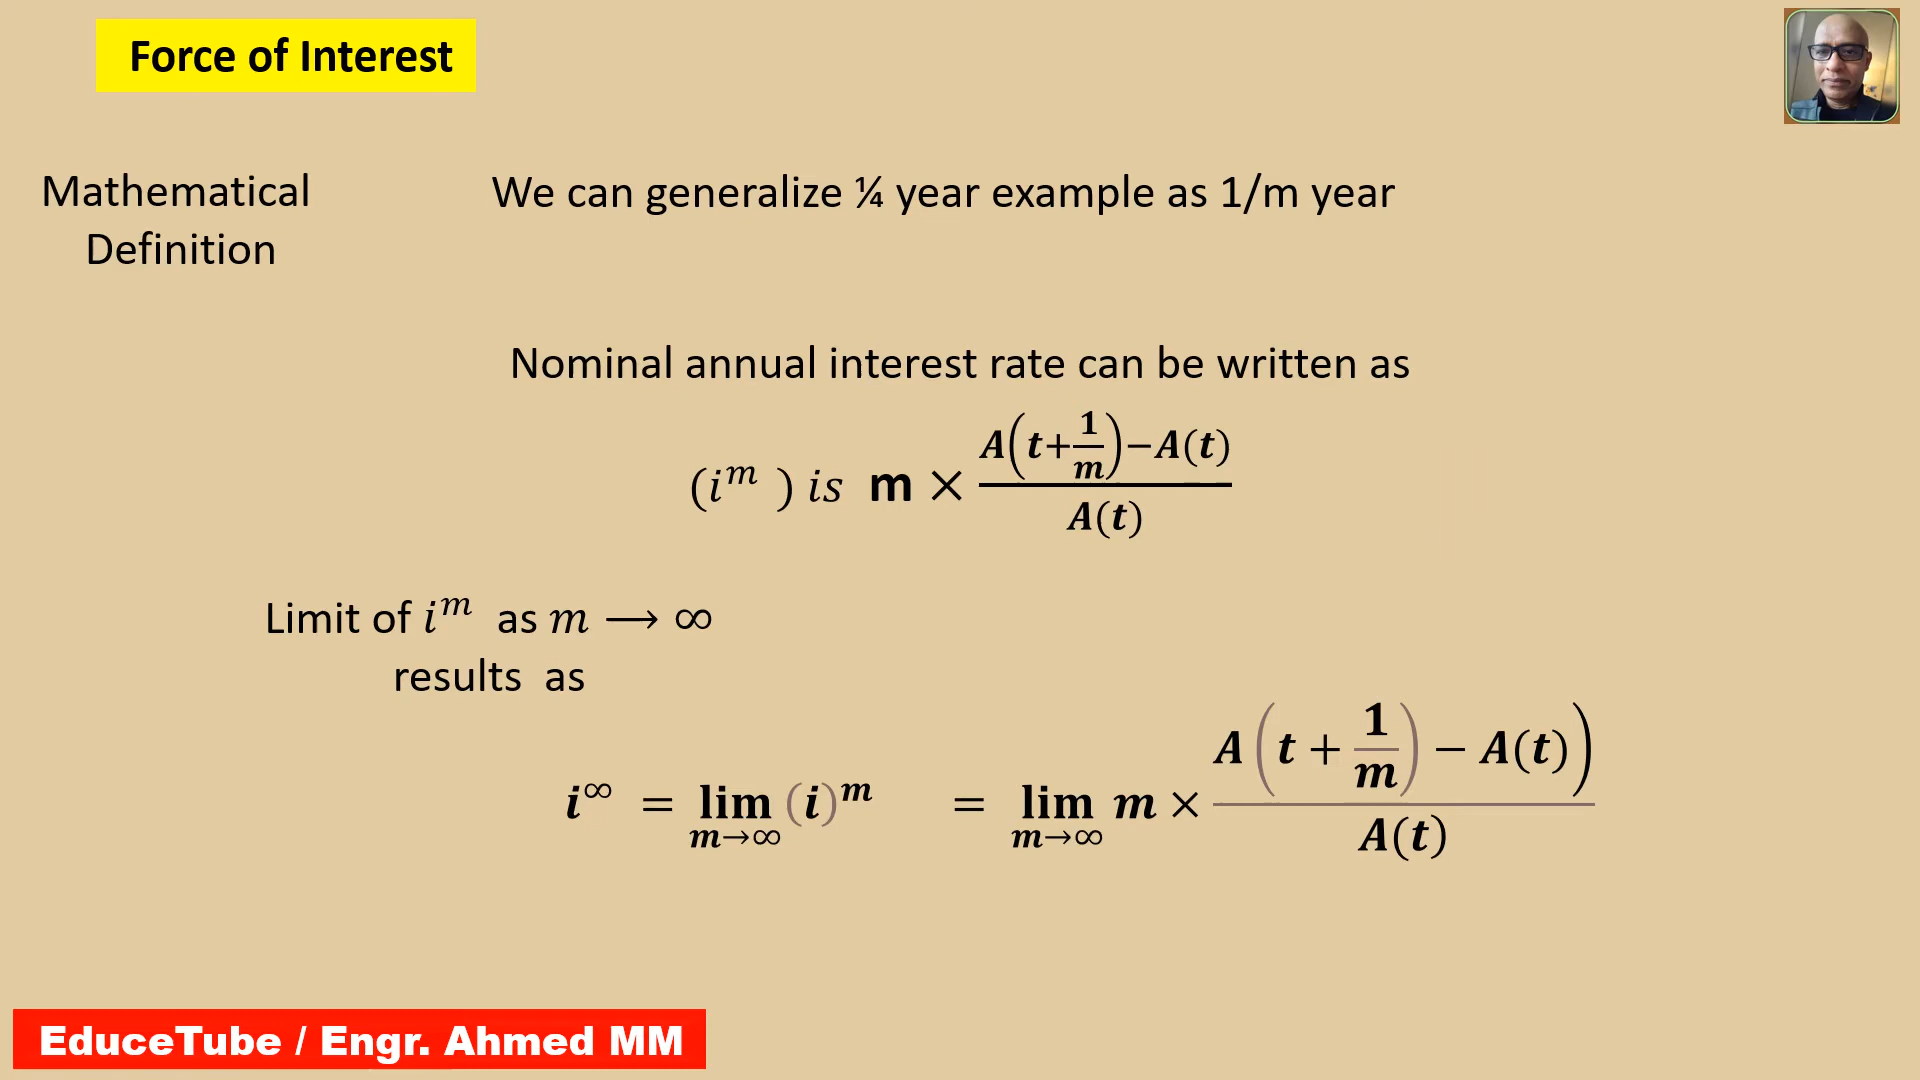 Force of Interest
Mathematical
Definition
We can generalize ¼ year example as 1/m year
Nominal annual interest rate can be written as
(i^m ) is m × (A(t+1/m)−A(t))/A(t)
Limit of i^m as m ⟶ ∞
results as
i^∞ = lim_{m→∞} (i)^m = lim_{m→∞} m × A(t + 1/m) − A(t))/A(t)
EduceTube / Engr. Ahmed MM